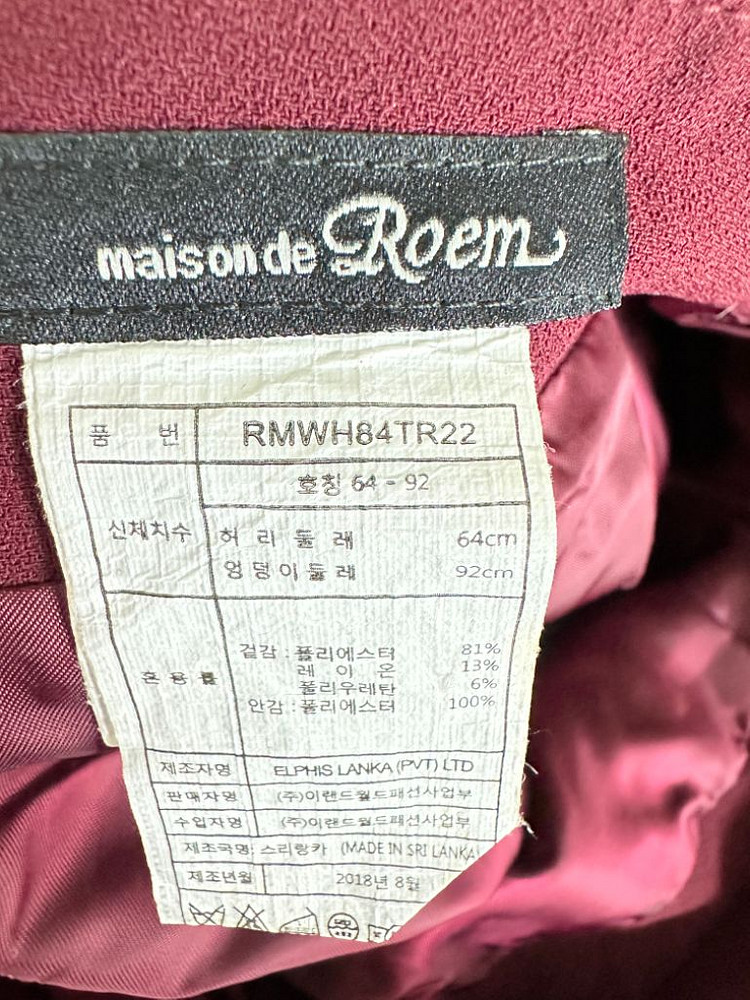 maison de Roem
품 번 RMWH84TR22
호칭 64 - 92
신체치수 허 리 둘 레 64cm
엉덩이둘레 92cm
혼 용 률
겉감 : 폴리에스터 81%
레 이 온 13%
폴리우레탄 6%
안감 : 폴리에스터 100%
제조자명 ELPHIS LANKA (PVT) LTD
판매자명 (주)이랜드월드패션사업부
수입자명 (주)이랜드월드패션사업부
제조국명: 스리랑카 (MADE IN SRI LANKA
제조년월 2018년 8월